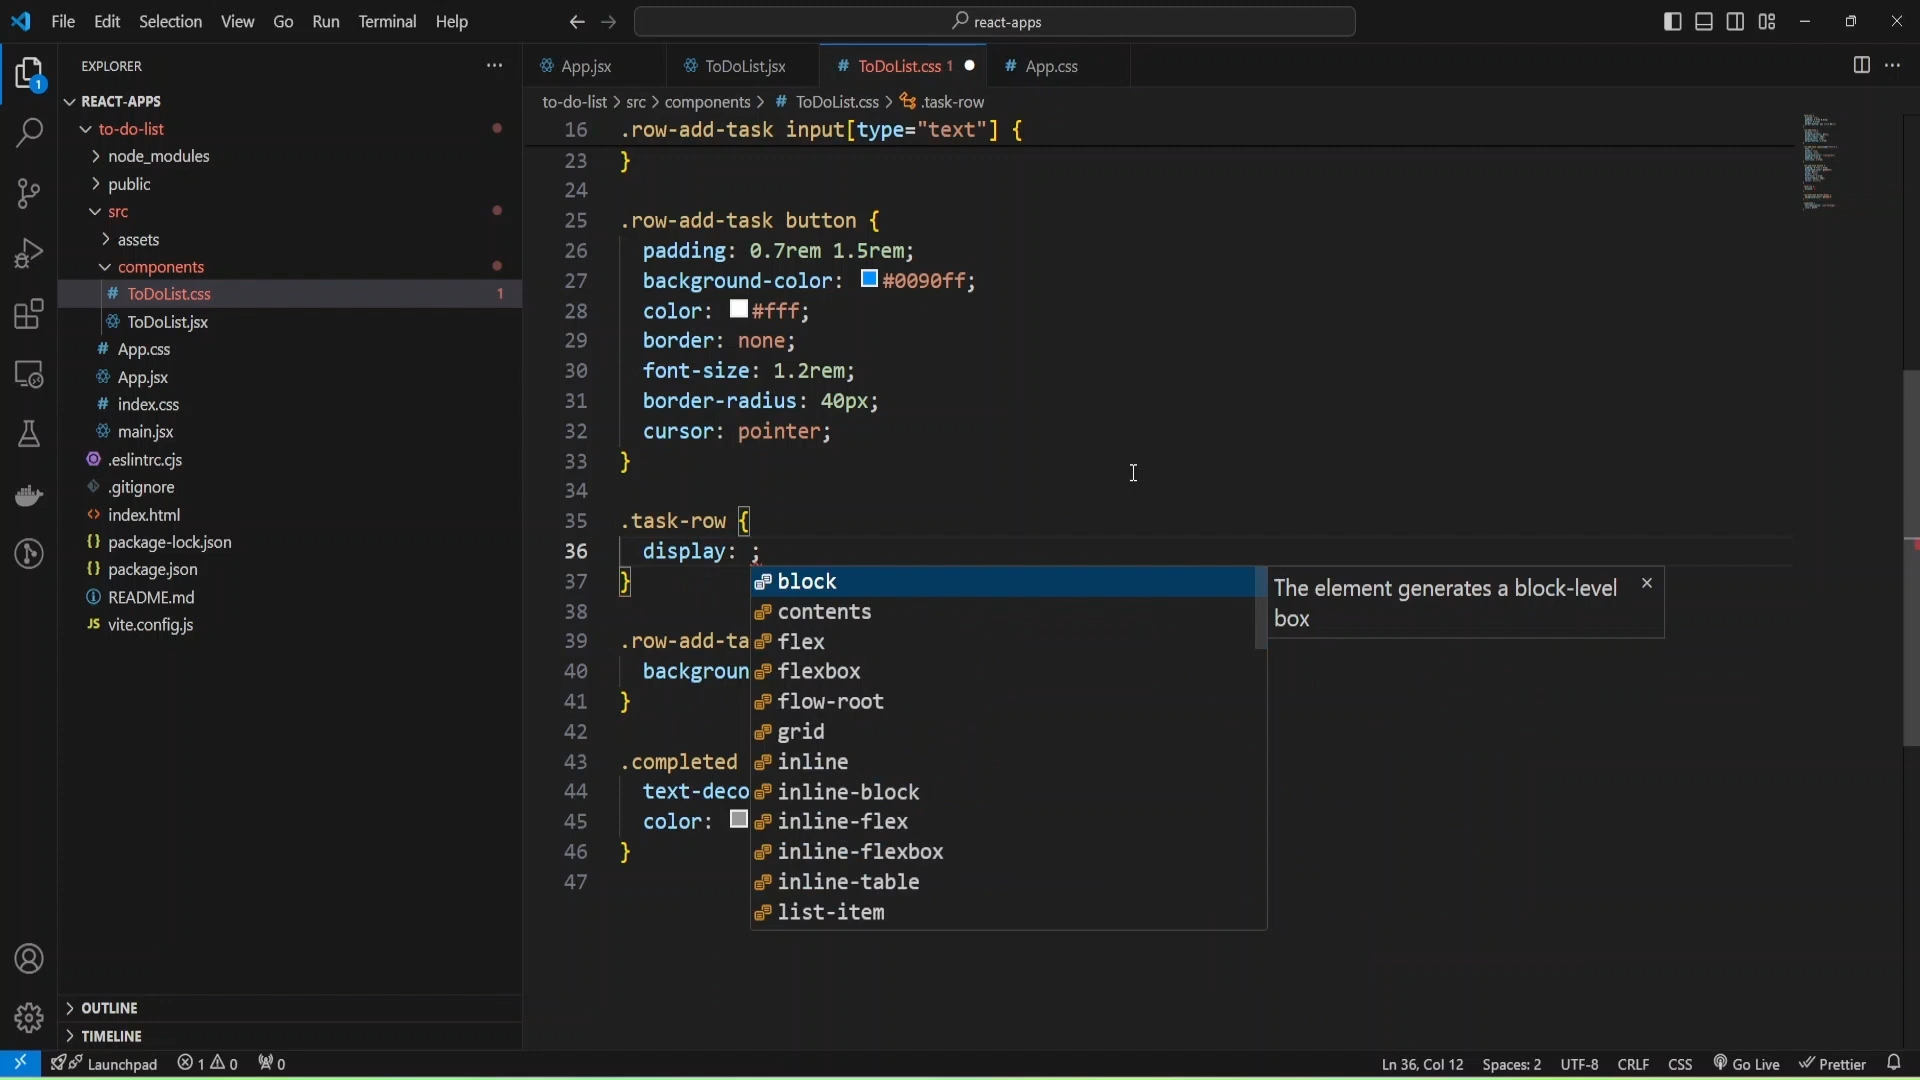 File Edit Selection View Go Run Terminal Help
react-apps
EXPLORER
REACT-APPS
to-do-list
node_modules
public
src
assets
components
# ToDoList.css 1
ToDoList.jsx
# App.css
App.jsx
# index.css
main.jsx
.eslintrc.cjs
.gitignore
<> index.html
{} package-lock.json
{} package.json
README.md
JS vite.config.js
OUTLINE
TIMELINE
1
App.jsx ToDoList.jsx # ToDoList.css 1 # App.css
to-do-list > src > components > # ToDoList.css > .task-row
16 .row-add-task input[type="text"] {
23 }
24
25 .row-add-task button {
26 padding: 0.7rem 1.5rem;
27 background-color: #0090ff;
28 color: #fff;
29 border: none;
30 font-size: 1.2rem;
31 border-radius: 40px;
32 cursor: pointer;
33 }
34
35 .task-row {
36 display: ;
37 }
38
39 .row-add-ta
40 backgroun
41 }
42
43 .completed
44 text-deco
45 color:
46 }
47
block
contents
flex
flexbox
flow-root
grid
inline
inline-block
inline-flex
inline-flexbox
inline-table
list-item
The element generates a block-level
box
Launchpad 1 0 0 Ln 36, Col 12 Spaces: 2 UTF-8 CRLF CSS Go Live Prettier